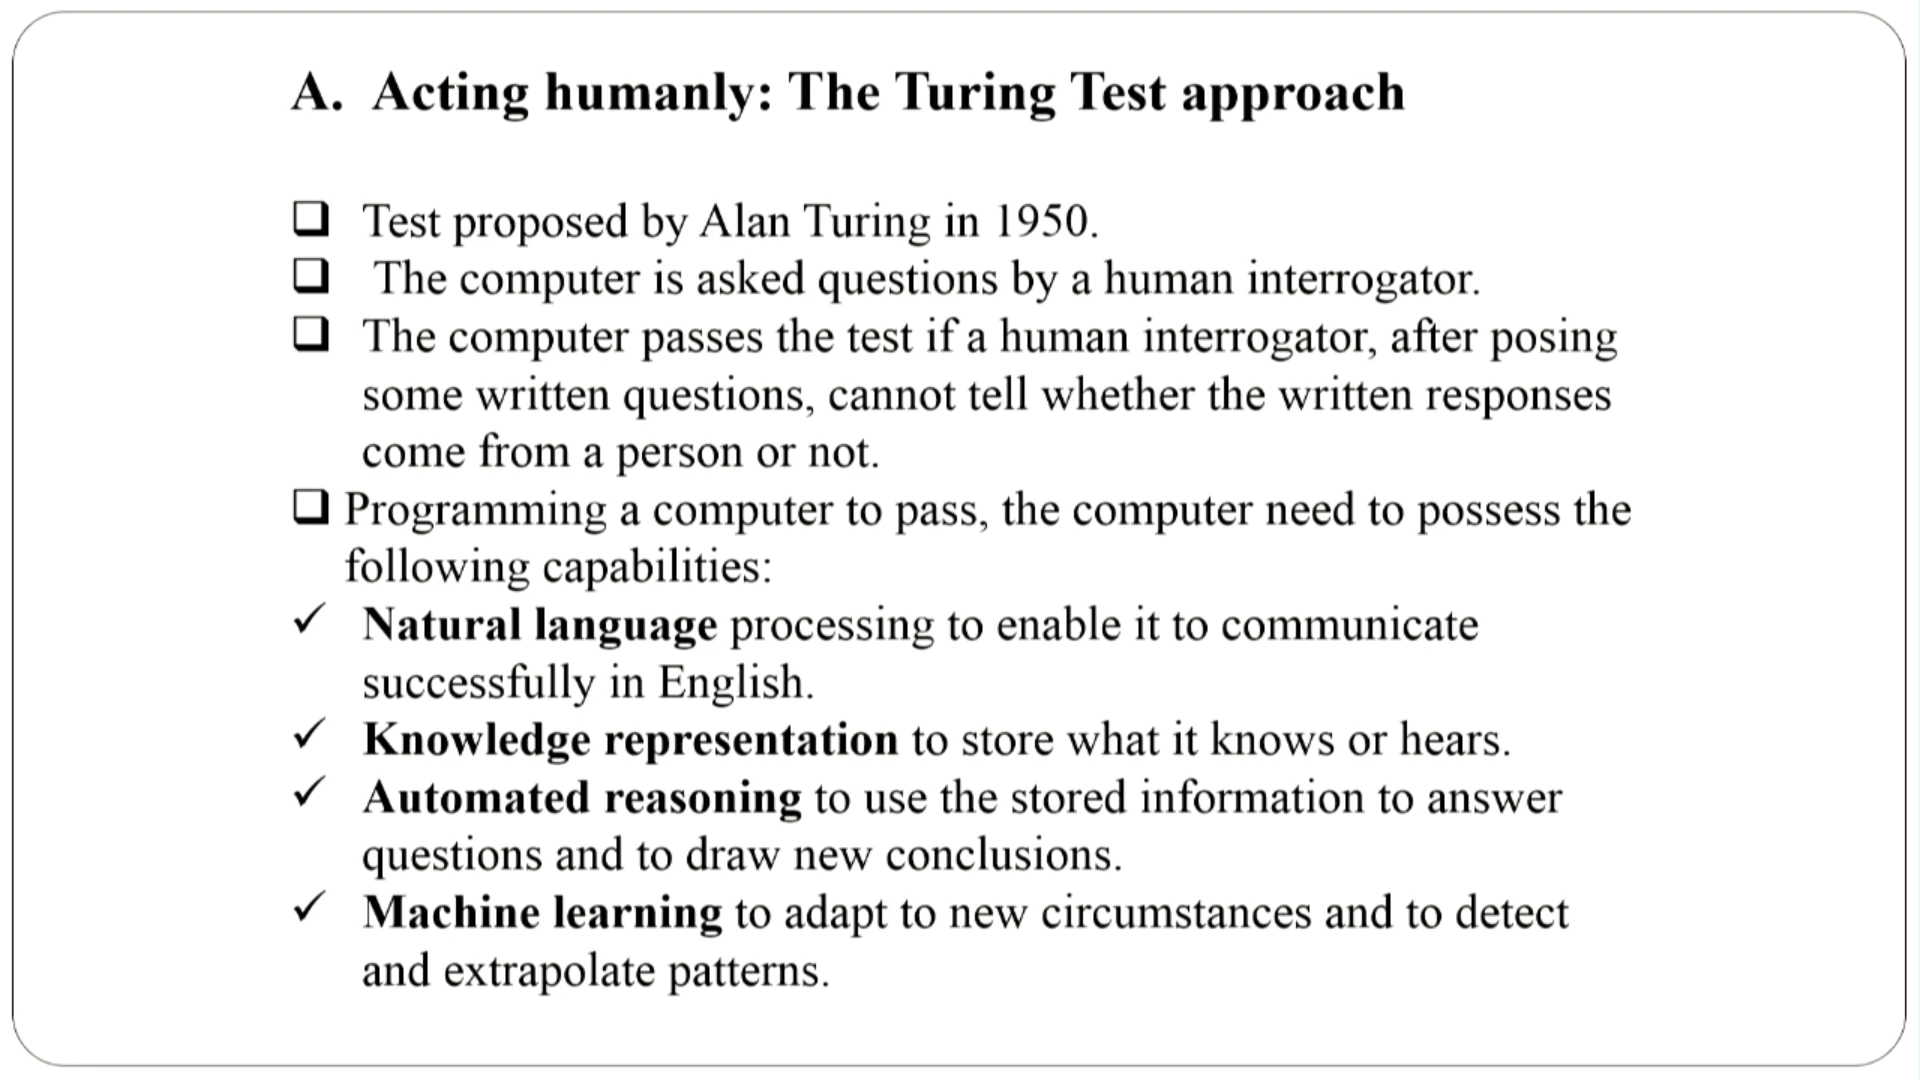 A. Acting humanly: The Turing Test approach
❑ Test proposed by Alan Turing in 1950.
❑ The computer is asked questions by a human interrogator.
❑ The computer passes the test if a human interrogator, after posing
some written questions, cannot tell whether the written responses
come from a person or not.
❑ Programming a computer to pass, the computer need to possess the
following capabilities:
✓ Natural language processing to enable it to communicate
successfully in English.
✓ Knowledge representation to store what it knows or hears.
✓ Automated reasoning to use the stored information to answer
questions and to draw new conclusions.
✓ Machine learning to adapt to new circumstances and to detect
and extrapolate patterns.